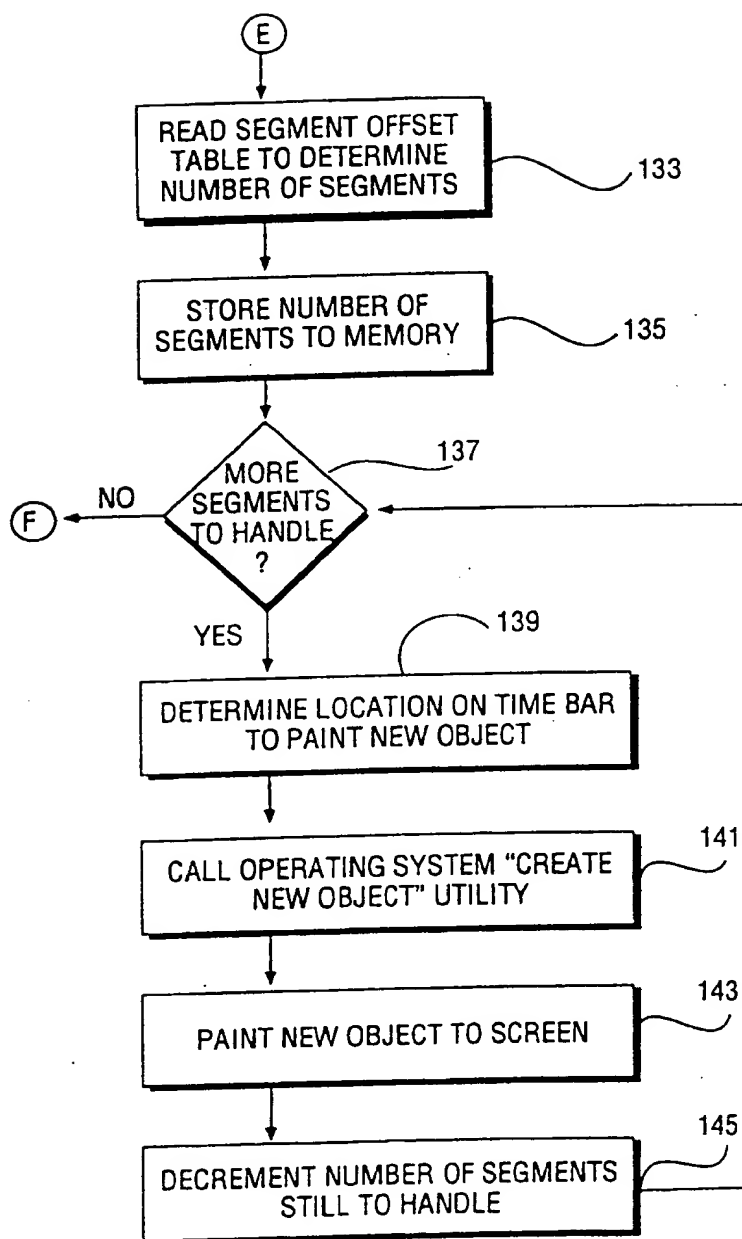 E
READ SEGMENT OFFSET
TABLE TO DETERMINE
NUMBER OF SEGMENTS
133
STORE NUMBER OF
SEGMENTS TO MEMORY
135
137
MORE
SEGMENTS
TO HANDLE
?
NO
F
YES
139
DETERMINE LOCATION ON TIME BAR
TO PAINT NEW OBJECT
141
CALL OPERATING SYSTEM "CREATE
NEW OBJECT" UTILITY
143
PAINT NEW OBJECT TO SCREEN
145
DECREMENT NUMBER OF SEGMENTS
STILL TO HANDLE